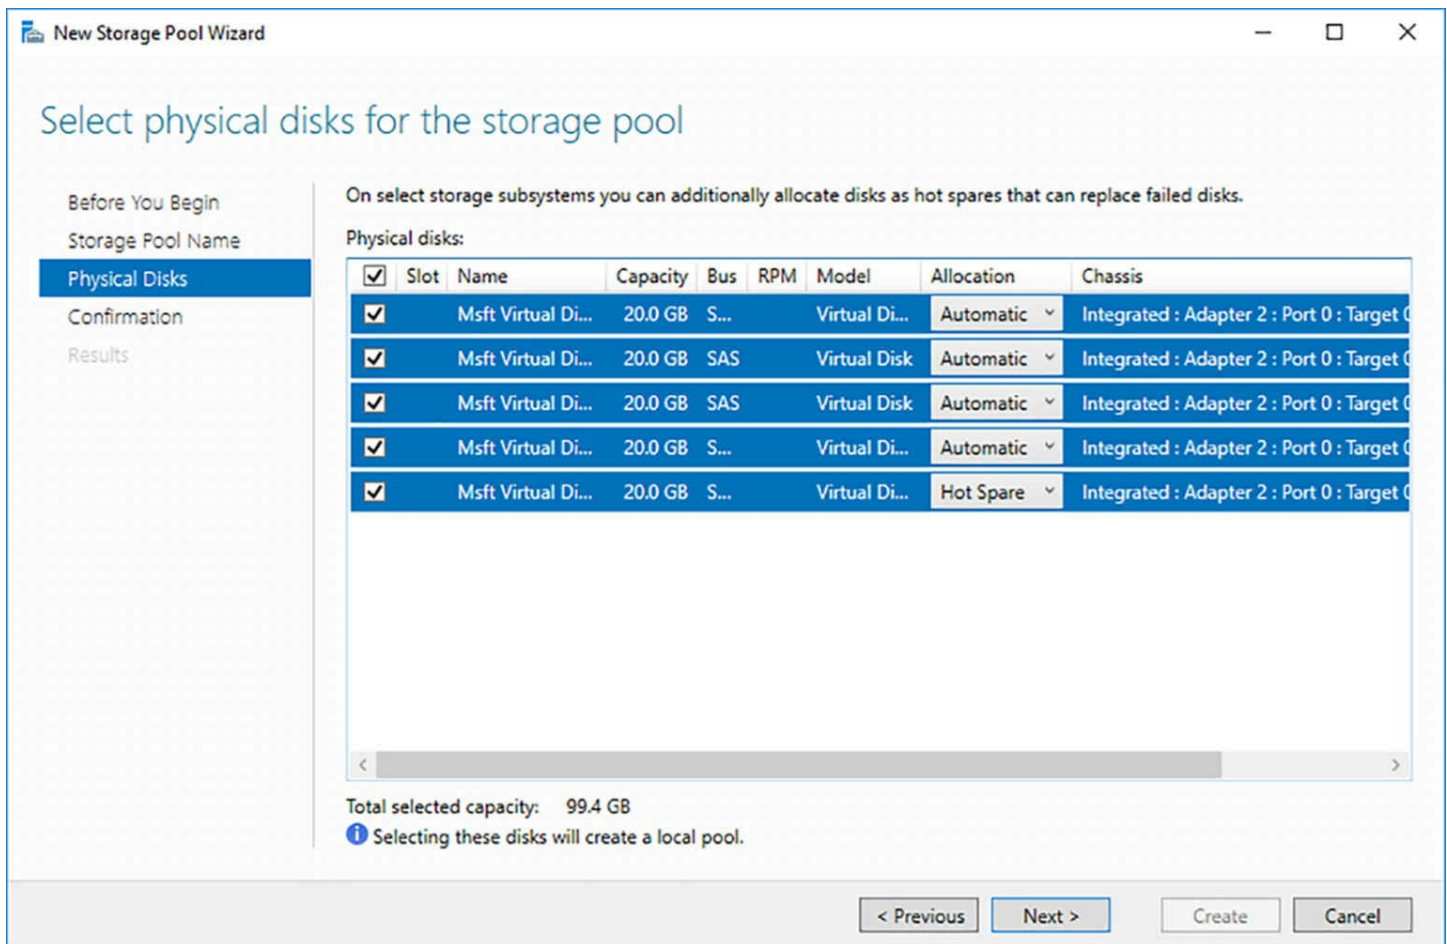 New Storage Pool Wizard
Select physical disks for the storage pool
Before You Begin
Storage Pool Name
Physical Disks
Confirmation
Results
On select storage subsystems you can additionally allocate disks as hot spares that can replace failed disks.
Physical disks:
Slot Name Capacity Bus RPM Model Allocation Chassis
Msft Virtual Di... 20.0 GB S... Virtual Di... Automatic Integrated : Adapter 2 : Port 0 : Target 0
Msft Virtual Di... 20.0 GB SAS Virtual Disk Automatic Integrated : Adapter 2 : Port 0 : Target 0
Msft Virtual Di... 20.0 GB SAS Virtual Disk Automatic Integrated : Adapter 2 : Port 0 : Target 0
Msft Virtual Di... 20.0 GB S... Virtual Di... Automatic Integrated : Adapter 2 : Port 0 : Target 0
Msft Virtual Di... 20.0 GB S... Virtual Di... Hot Spare Integrated : Adapter 2 : Port 0 : Target 0
Total selected capacity: 99.4 GB
Selecting these disks will create a local pool.
< Previous Next > Create Cancel